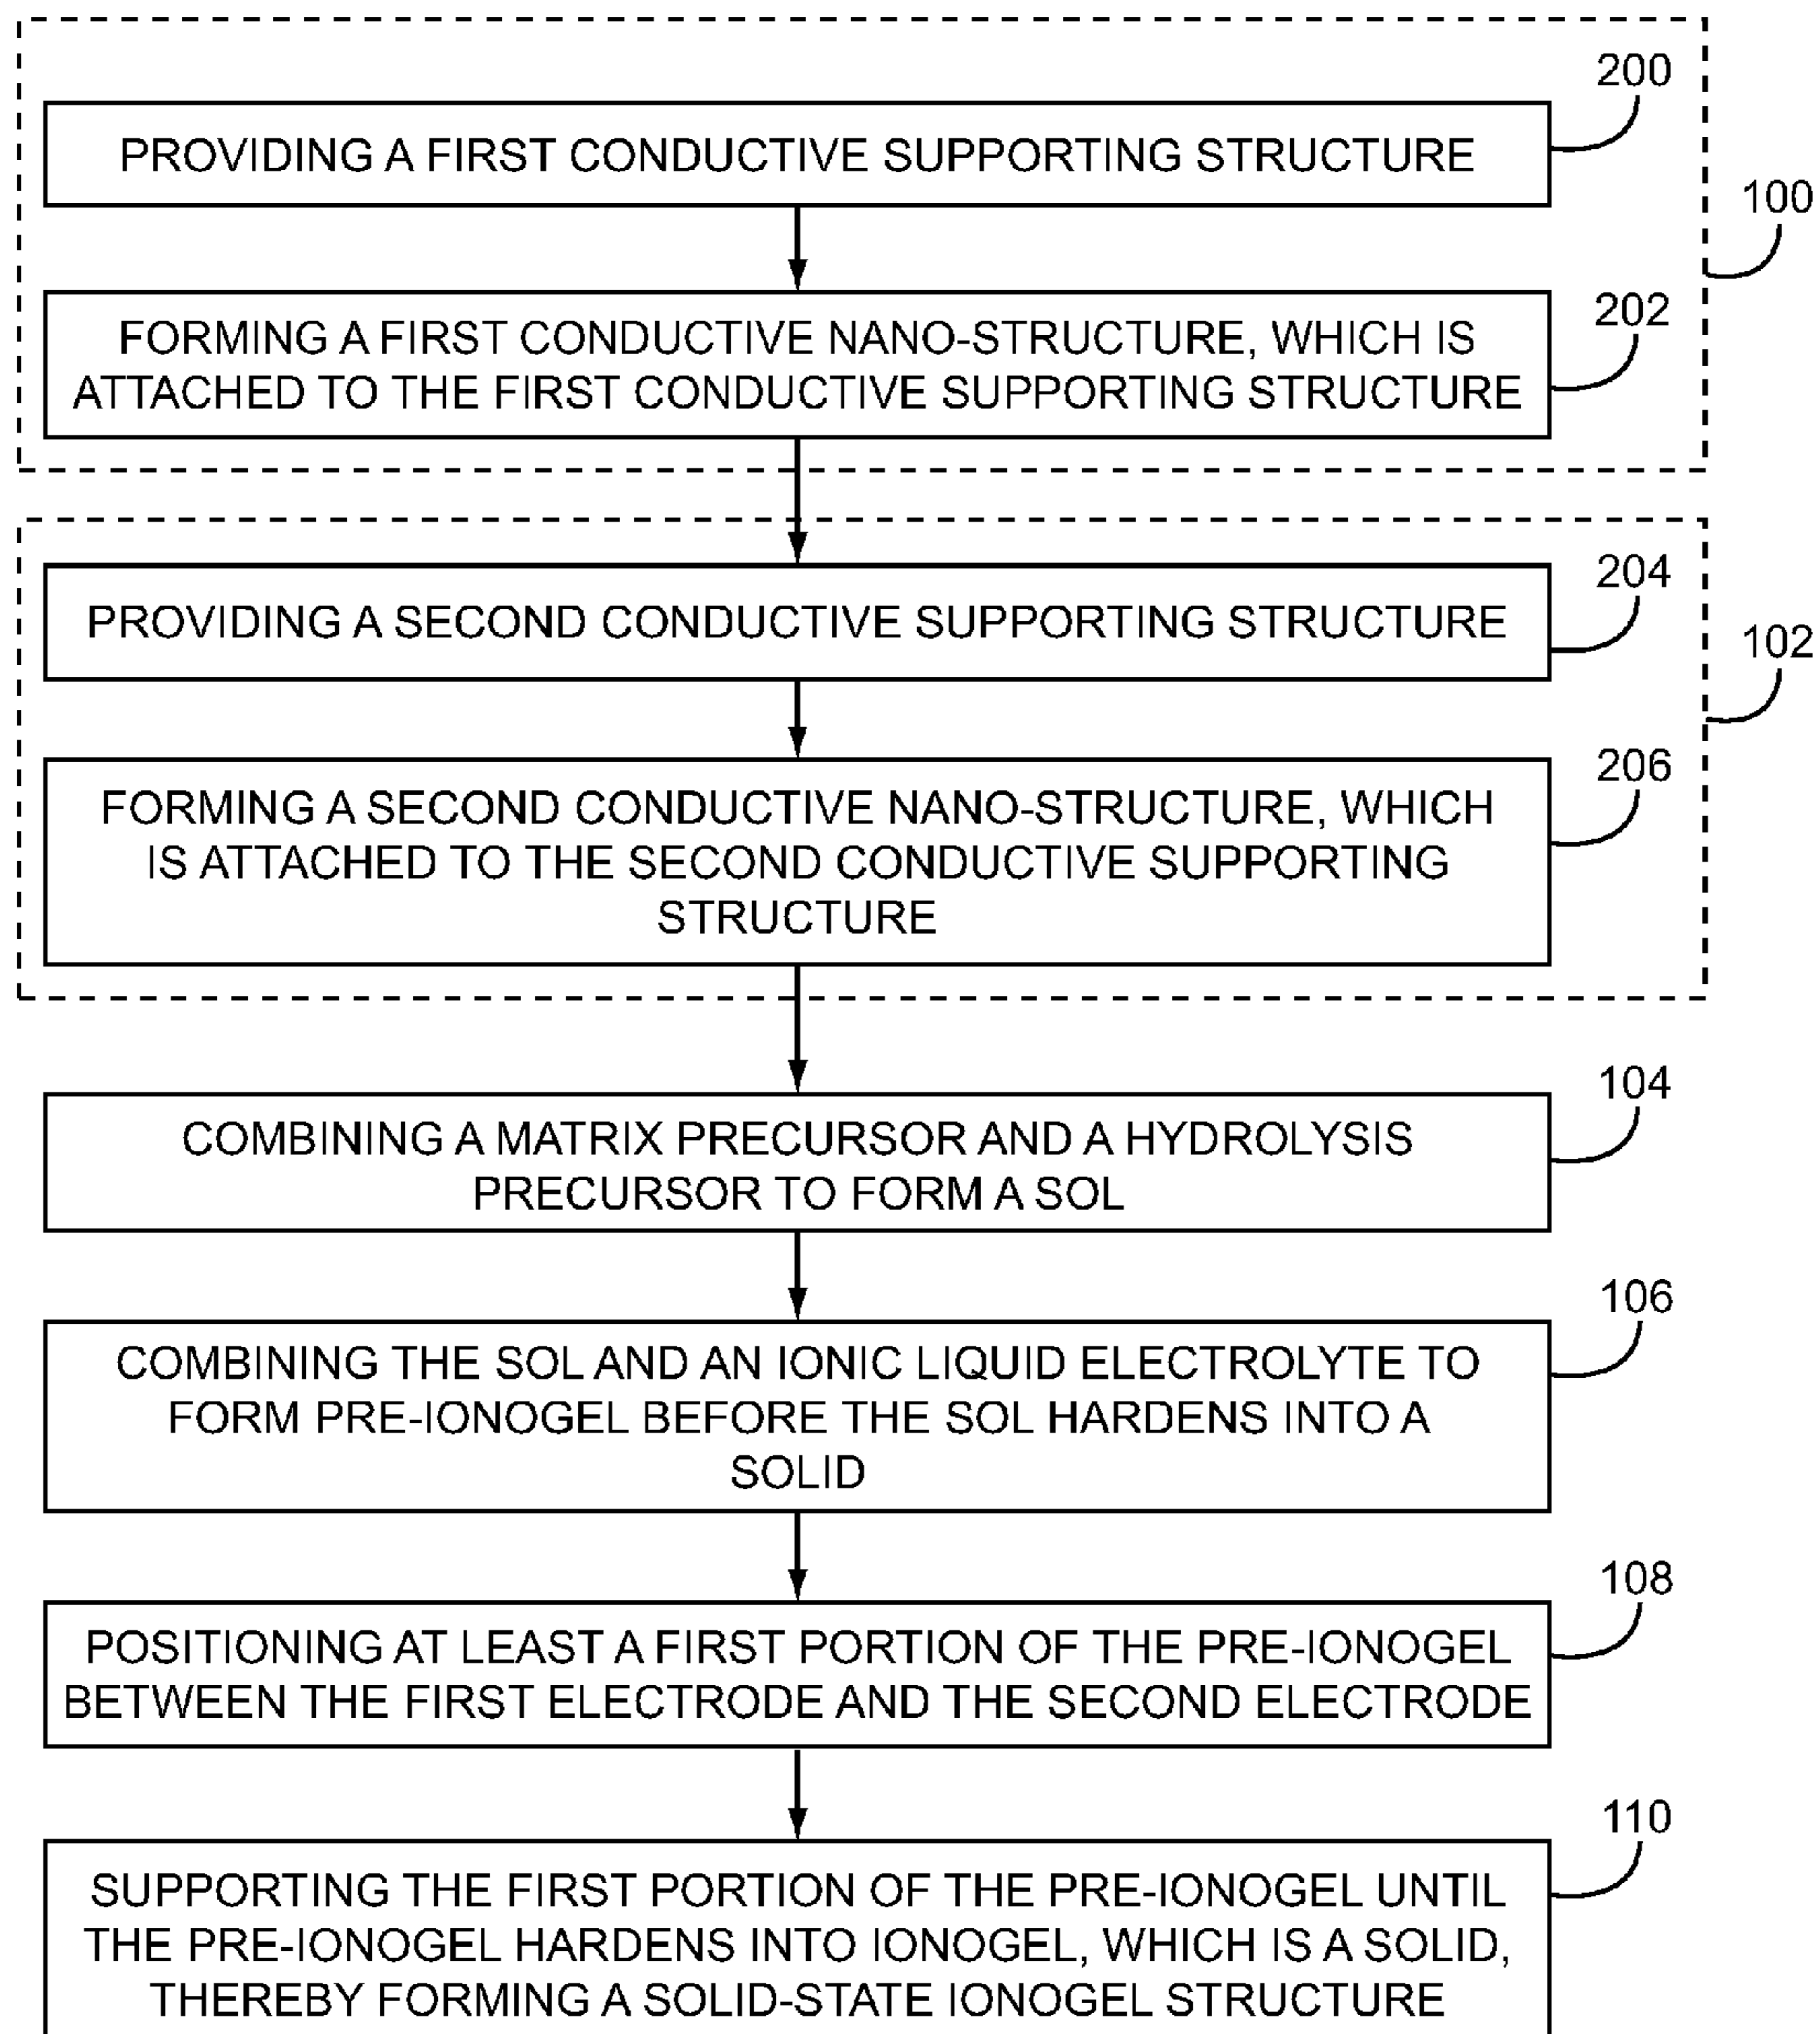 200
PROVIDING A FIRST CONDUCTIVE SUPPORTING STRUCTURE
100
202
FORMING A FIRST CONDUCTIVE NANO-STRUCTURE, WHICH IS
ATTACHED TO THE FIRST CONDUCTIVE SUPPORTING STRUCTURE
204
PROVIDING A SECOND CONDUCTIVE SUPPORTING STRUCTURE
102
206
FORMING A SECOND CONDUCTIVE NANO-STRUCTURE, WHICH
IS ATTACHED TO THE SECOND CONDUCTIVE SUPPORTING
STRUCTURE
104
COMBINING A MATRIX PRECURSOR AND A HYDROLYSIS
PRECURSOR TO FORM A SOL
106
COMBINING THE SOL AND AN IONIC LIQUID ELECTROLYTE TO
FORM PRE-IONOGEL BEFORE THE SOL HARDENS INTO A
SOLID
108
POSITIONING AT LEAST A FIRST PORTION OF THE PRE-IONOGEL
BETWEEN THE FIRST ELECTRODE AND THE SECOND ELECTRODE
110
SUPPORTING THE FIRST PORTION OF THE PRE-IONOGEL UNTIL
THE PRE-IONOGEL HARDENS INTO IONOGEL, WHICH IS A SOLID,
THEREBY FORMING A SOLID-STATE IONOGEL STRUCTURE